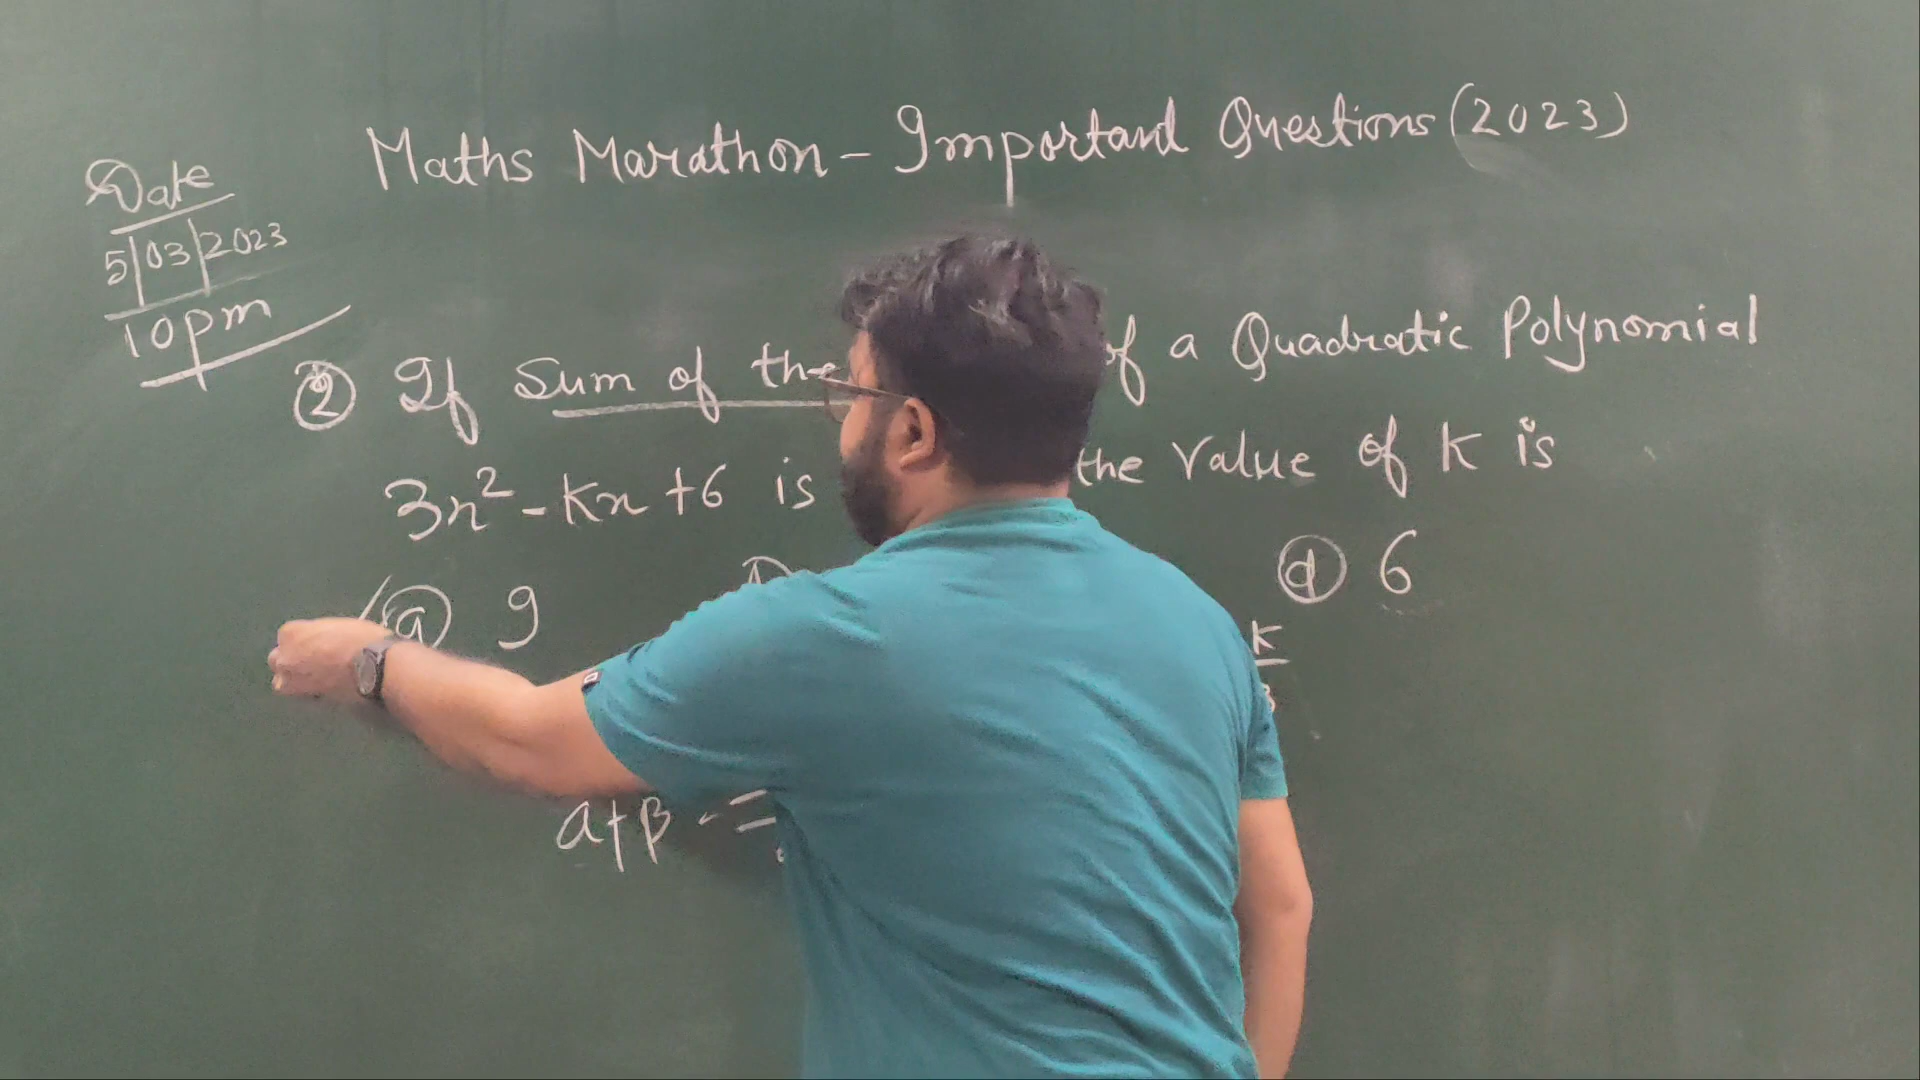 Maths Marathon - Important Questions (2023)
Date
5|03|2023
10pm
② If Sum of the of a Quadratic Polynomial
3x² - Kx + 6 is the value of K is
ⓐ 9 ⓓ 6
K
α+β =